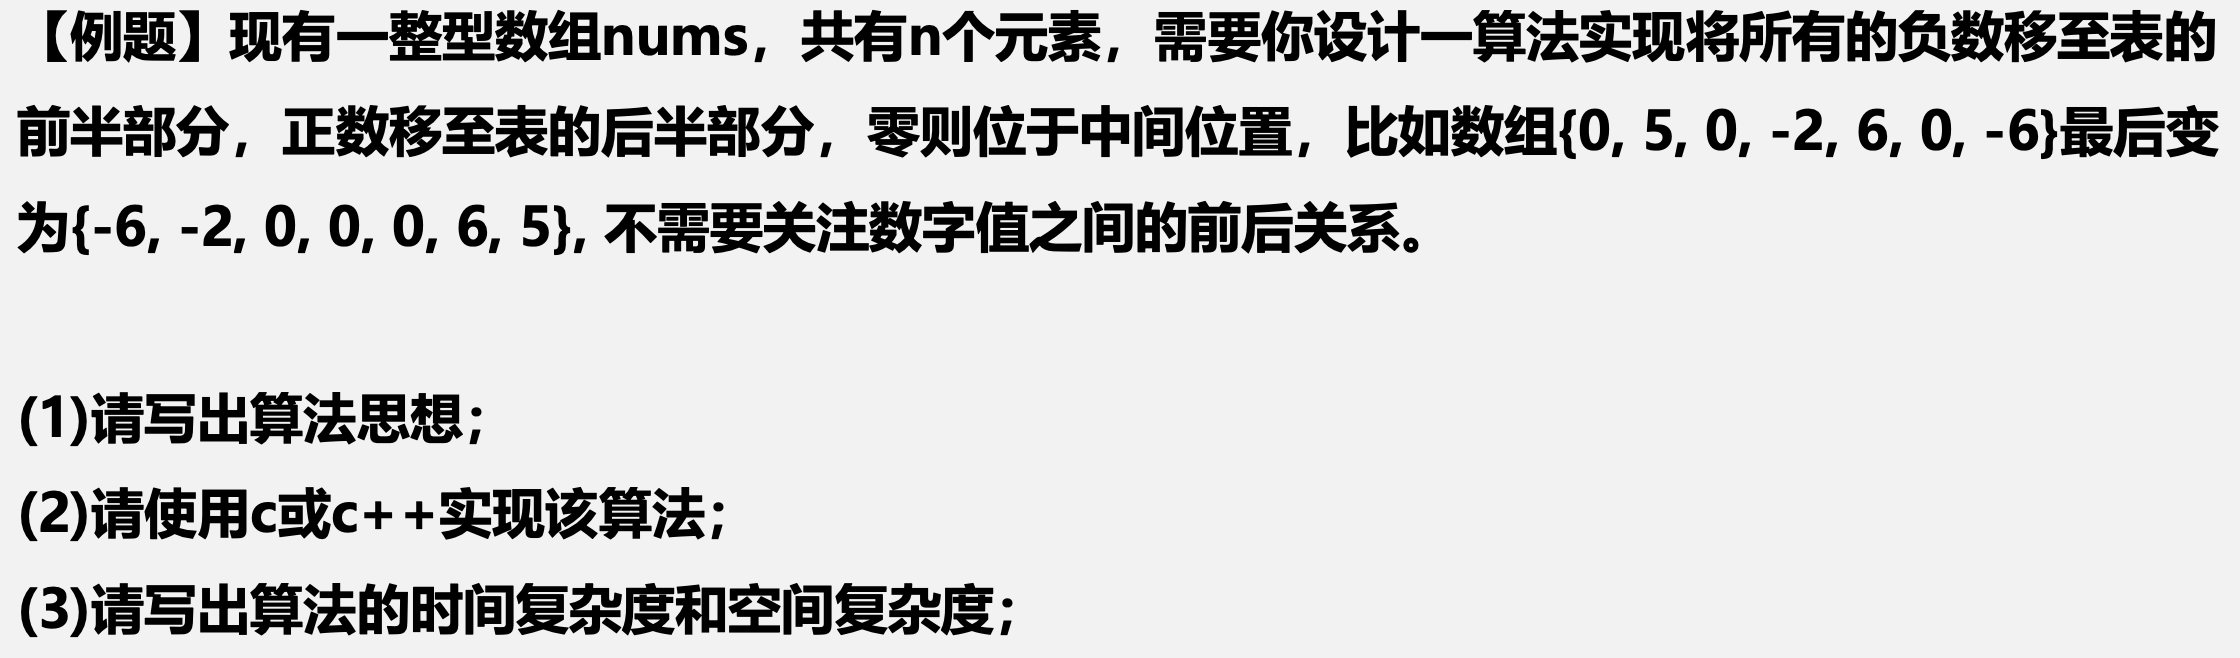 【例题】现有一整型数组nums，共有n个元素，需要你设计一算法实现将所有的负数移至表的
前半部分，正数移至表的后半部分，零则位于中间位置，比如数组{0, 5, 0, -2, 6, 0, -6}最后变
为{-6, -2, 0, 0, 0, 6, 5}, 不需要关注数字值之间的前后关系。
(1)请写出算法思想；
(2)请使用c或c++实现该算法；
(3)请写出算法的时间复杂度和空间复杂度；